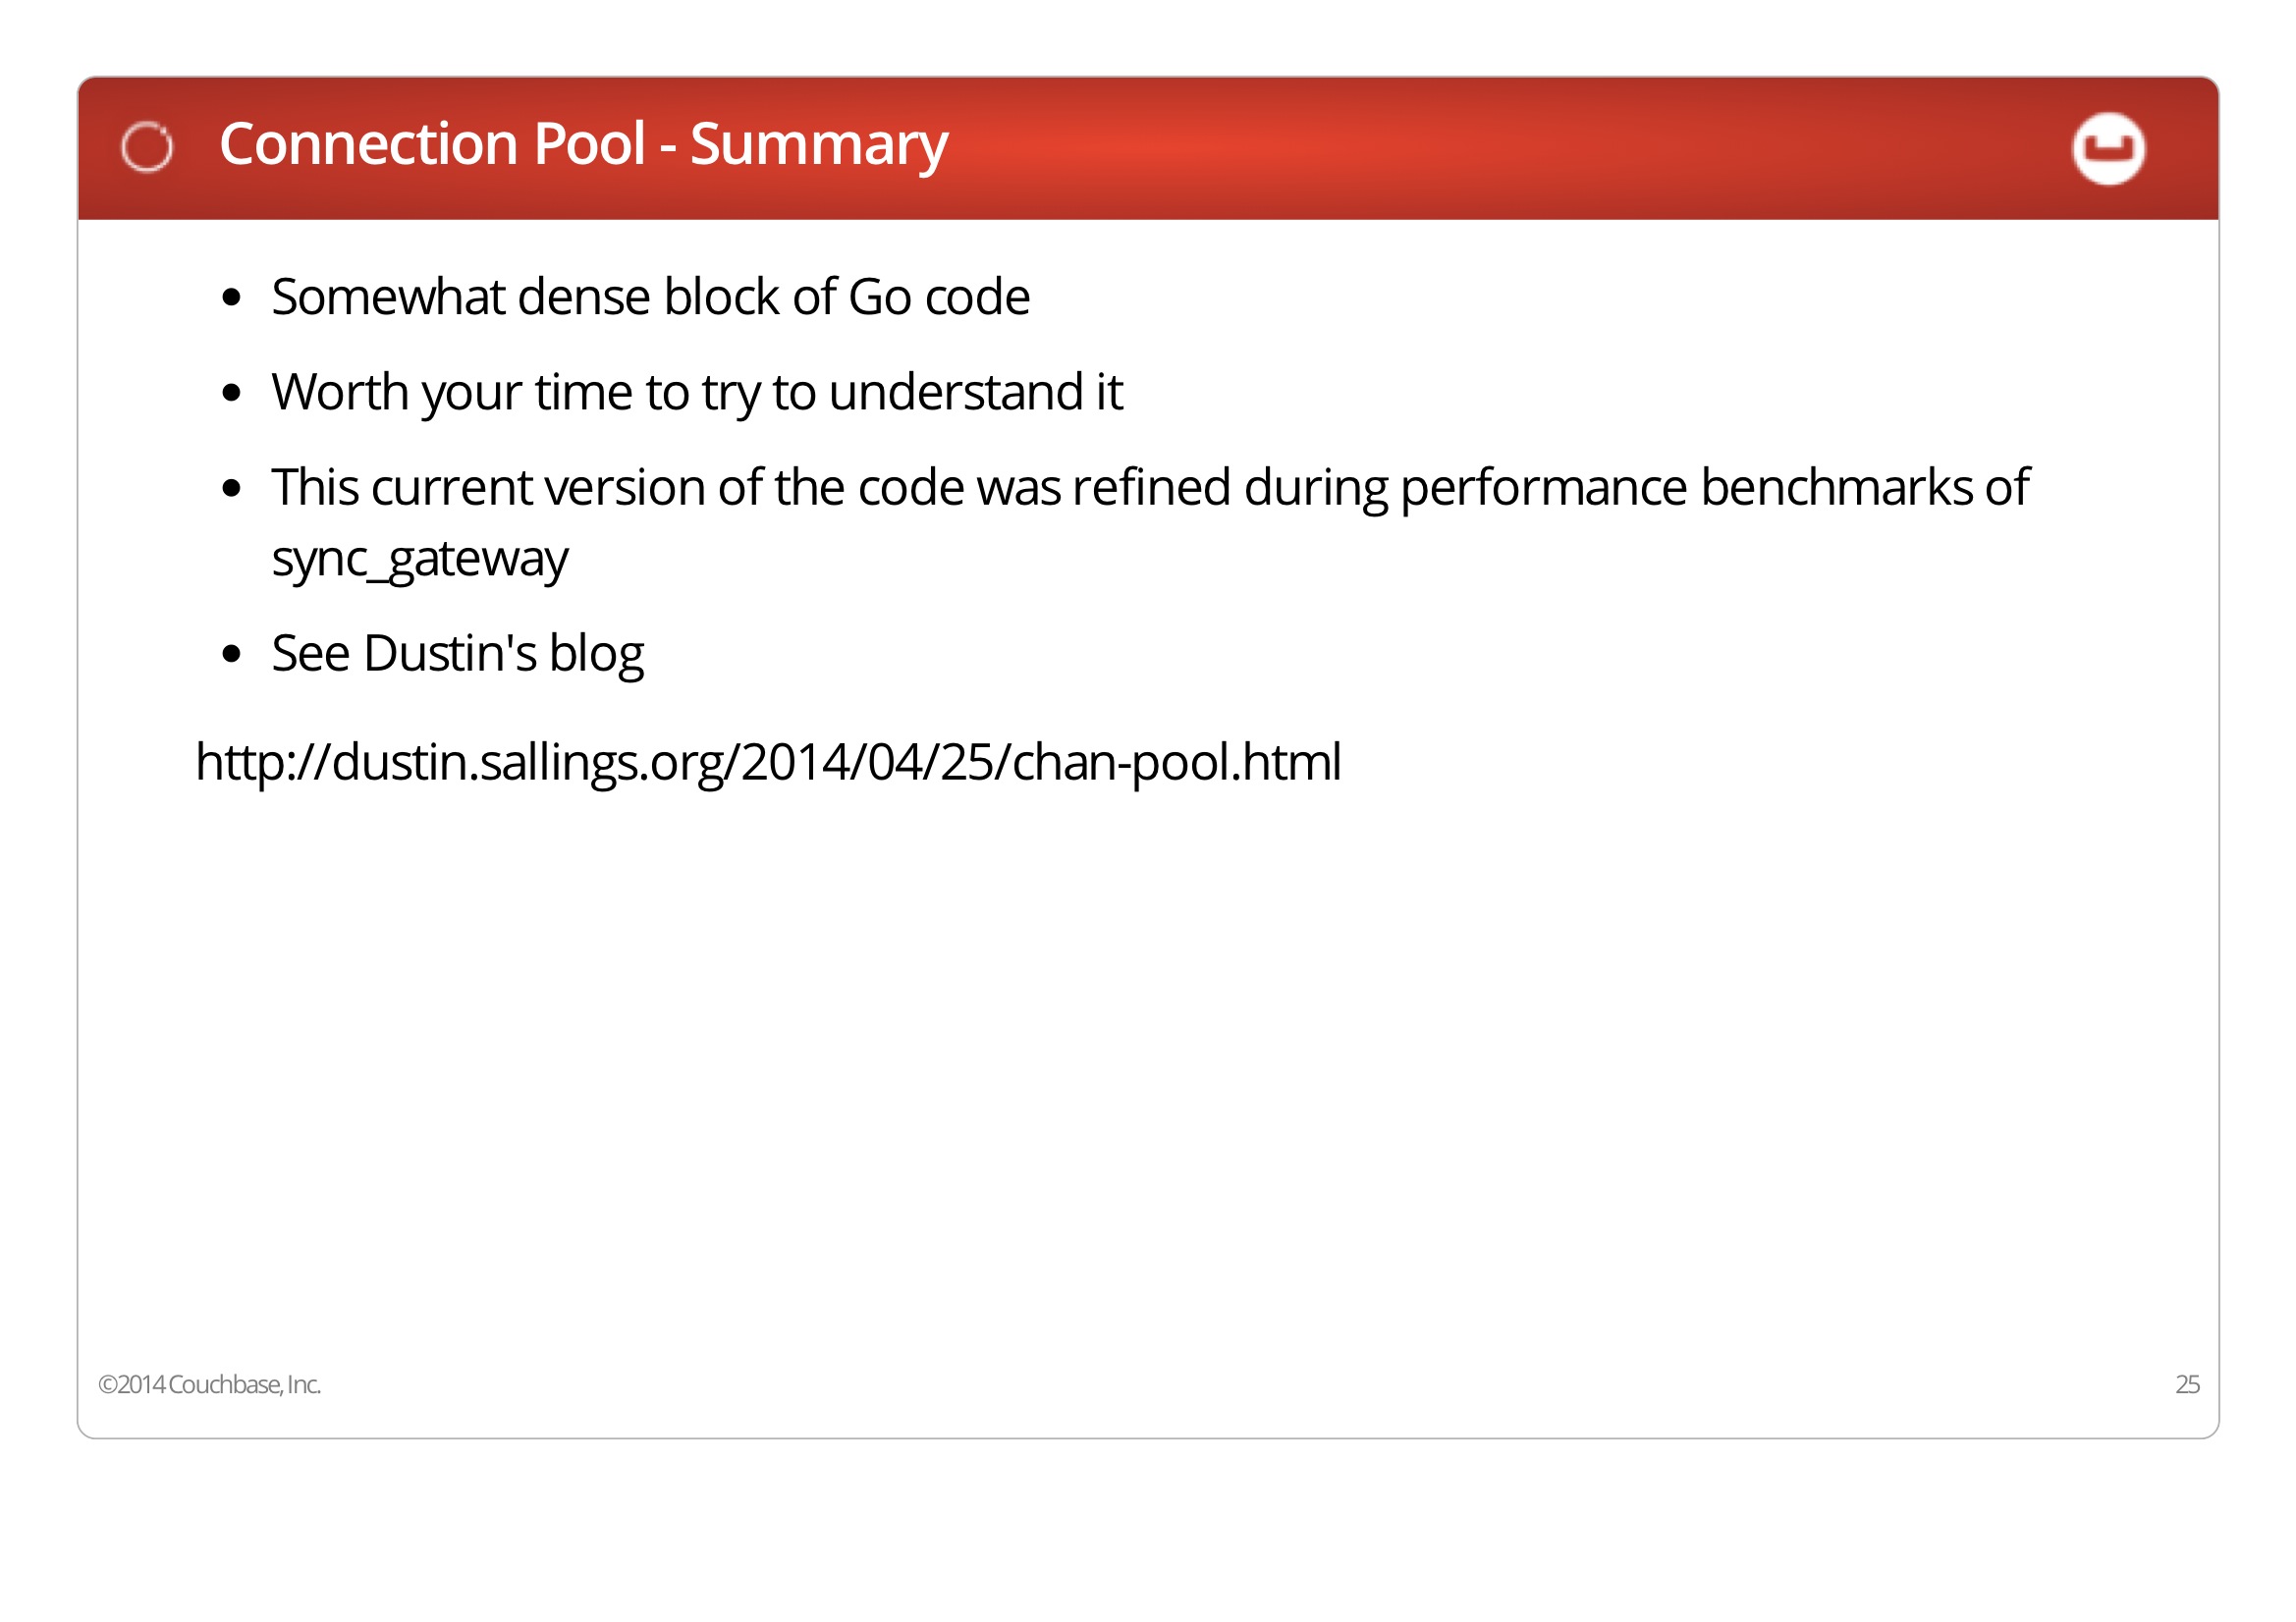 Connection Pool - Summary
• Somewhat dense block of Go code
• Worth your time to try to understand it
• This current version of the code was refined during performance benchmarks of
sync_gateway
• See Dustin's blog
http://dustin.sallings.org/2014/04/25/chan-pool.html
©2014 Couchbase, Inc.
25